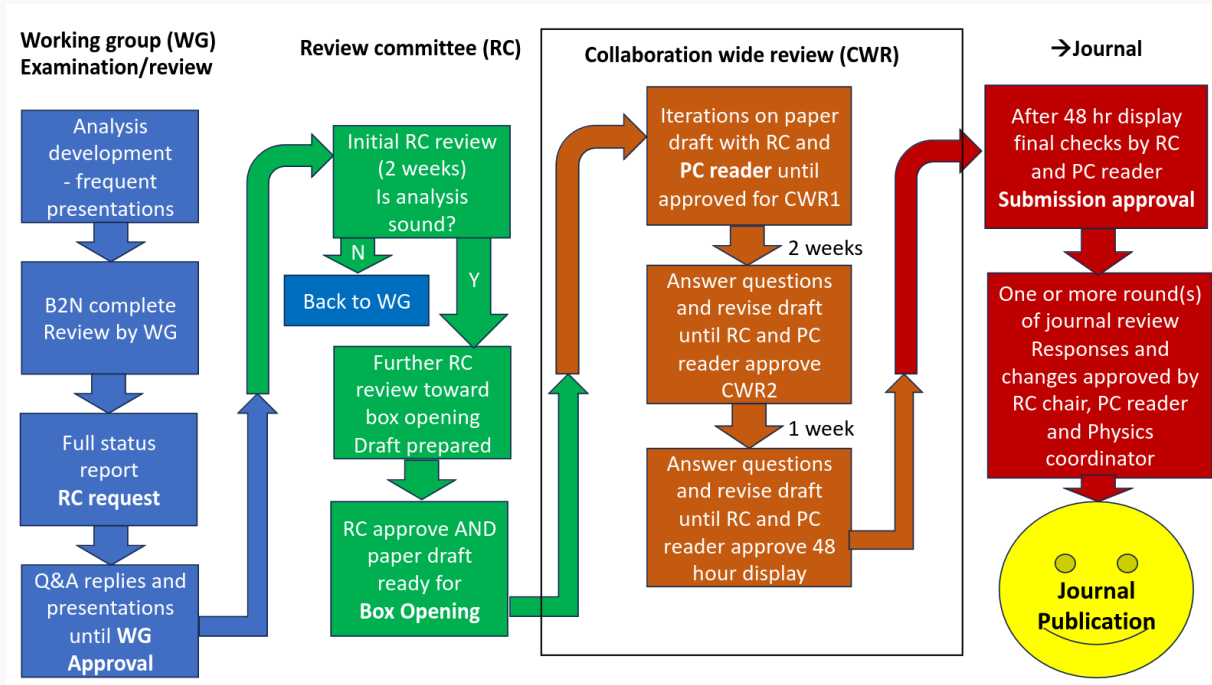 Working group (WG)
Examination/review
Analysis
development
- frequent
presentations
B2N complete
Review by WG
Full status
report
RC request
Q&A replies and
presentations
until WG
Approval
Review committee (RC)
Initial RC review
(2 weeks)
Is analysis
sound?
N
Y
Back to WG
Further RC
review toward
box opening
Draft prepared
RC approve AND
paper draft
ready for
Box Opening
Collaboration wide review (CWR)
Iterations on paper
draft with RC and
PC reader until
approved for CWR1
2 weeks
Answer questions
and revise draft
until RC and PC
reader approve
CWR2
1 week
Answer questions
and revise draft
until RC and PC
reader approve 48
hour display
→Journal
After 48 hr display
final checks by RC
and PC reader
Submission approval
One or more round(s)
of journal review
Responses and
changes approved by
RC chair, PC reader
and Physics
coordinator
Journal
Publication